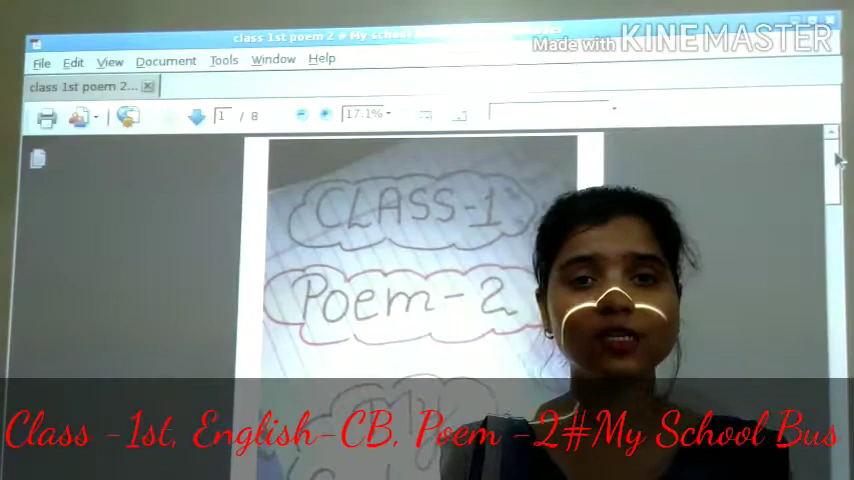 class 1st poem 2 # My school
Made with KINEMASTER
File Edit View Document Tools Window Help
class 1st poem 2...
1 / 8 17.1%
CLASS-1
Poem-2
My
Class -1st, English-CB, Poem -2#My School Bus